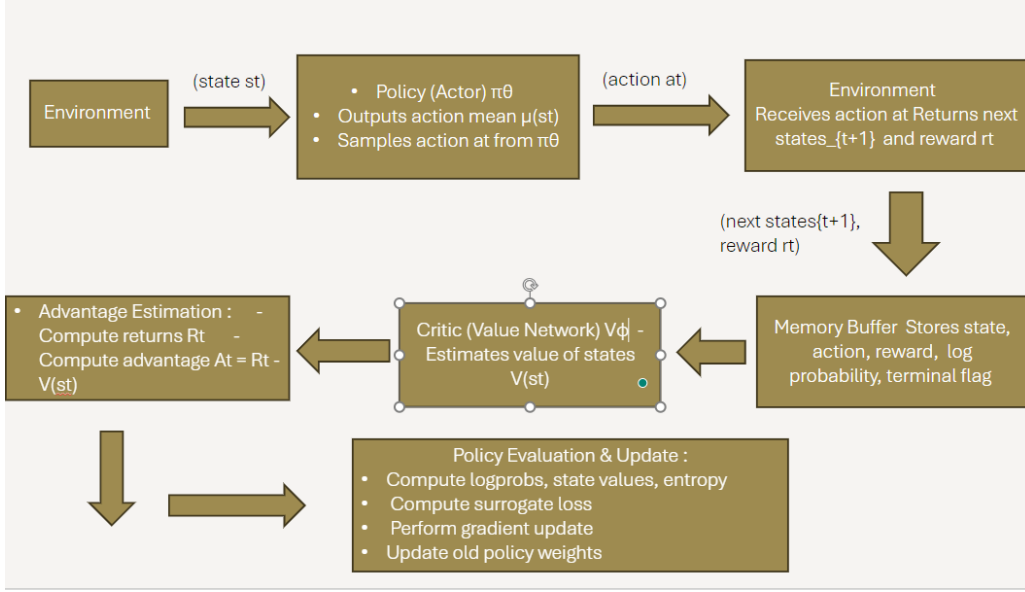 Environment
(state st)
• Policy (Actor) πθ
• Outputs action mean µ(st)
• Samples action at from πθ
(action at)
Environment
Receives action at Returns next
states_{t+1} and reward rt
(next states{t+1},
reward rt)
Memory Buffer Stores state,
action, reward, log
probability, terminal flag
Critic (Value Network) Vϕ -
Estimates value of states
V(st)
• Advantage Estimation : -
Compute returns Rt -
Compute advantage At = Rt -
V(st)
Policy Evaluation & Update :
• Compute logprobs, state values, entropy
• Compute surrogate loss
• Perform gradient update
• Update old policy weights